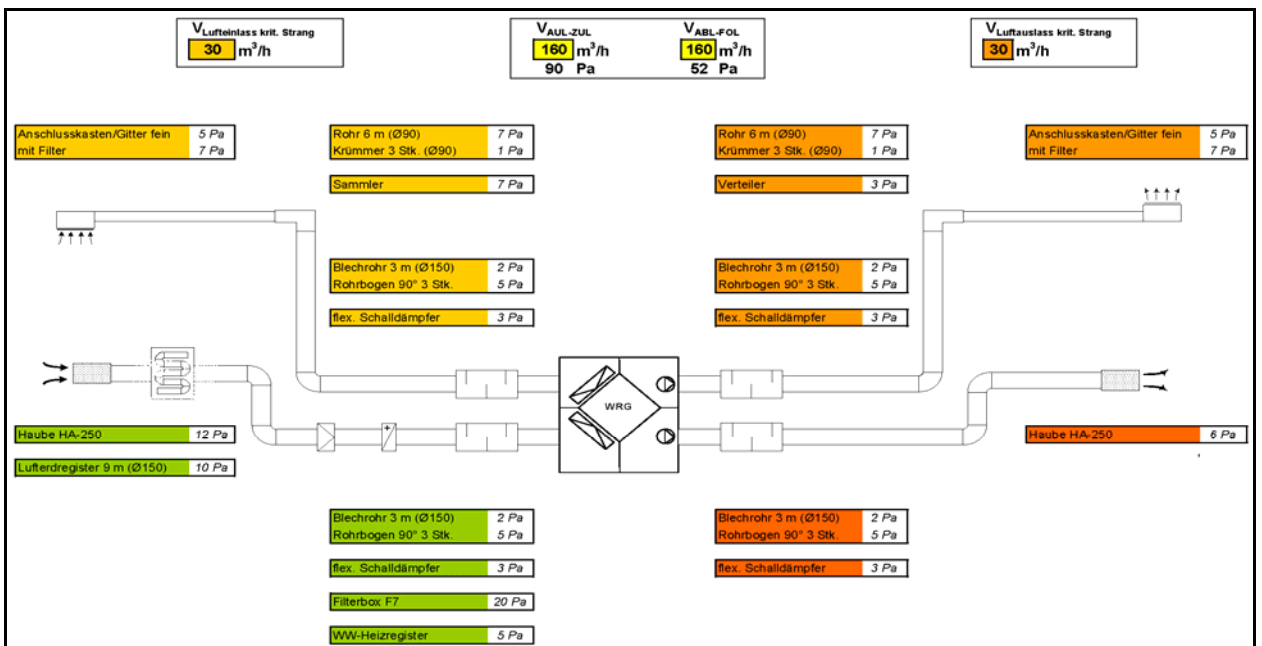 V Lufteinlass krit. Strang
30 m³/h
V AUL-ZUL V ABL-FOL
160 m³/h 160 m³/h
90 Pa 52 Pa
V Luftauslass krit. Strang
30 m³/h
Anschlusskasten/Gitter fein 5 Pa
mit Filter 7 Pa
Rohr 6 m (Ø90) 7 Pa
Krümmer 3 Stk. (Ø90) 1 Pa
Sammler 7 Pa
Rohr 6 m (Ø90) 7 Pa
Krümmer 3 Stk. (Ø90) 1 Pa
Verteiler 3 Pa
Anschlusskasten/Gitter fein 5 Pa
mit Filter 7 Pa
Blechrohr 3 m (Ø150) 2 Pa
Rohrbogen 90° 3 Stk. 5 Pa
flex. Schalldämpfer 3 Pa
Blechrohr 3 m (Ø150) 2 Pa
Rohrbogen 90° 3 Stk. 5 Pa
flex. Schalldämpfer 3 Pa
WRG
Haube HA-250 12 Pa
Lufterdregister 9 m (Ø150) 10 Pa
Haube HA-250 6 Pa
Blechrohr 3 m (Ø150) 2 Pa
Rohrbogen 90° 3 Stk. 5 Pa
flex. Schalldämpfer 3 Pa
Filterbox F7 20 Pa
WW-Heizregister 5 Pa
Blechrohr 3 m (Ø150) 2 Pa
Rohrbogen 90° 3 Stk. 5 Pa
flex. Schalldämpfer 3 Pa